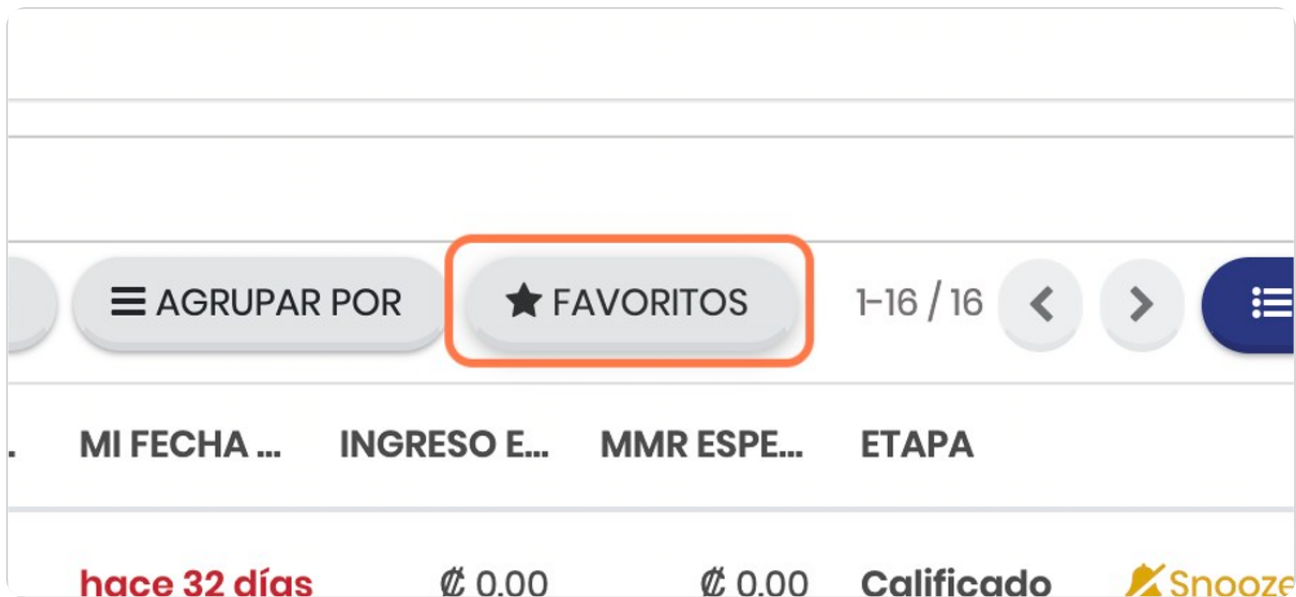 AGRUPAR POR FAVORITOS 1-16 / 16
. MI FECHA ... INGRESO E... MMR ESPE... ETAPA
hace 32 días ₡ 0.00 ₡ 0.00 Calificado Snooze